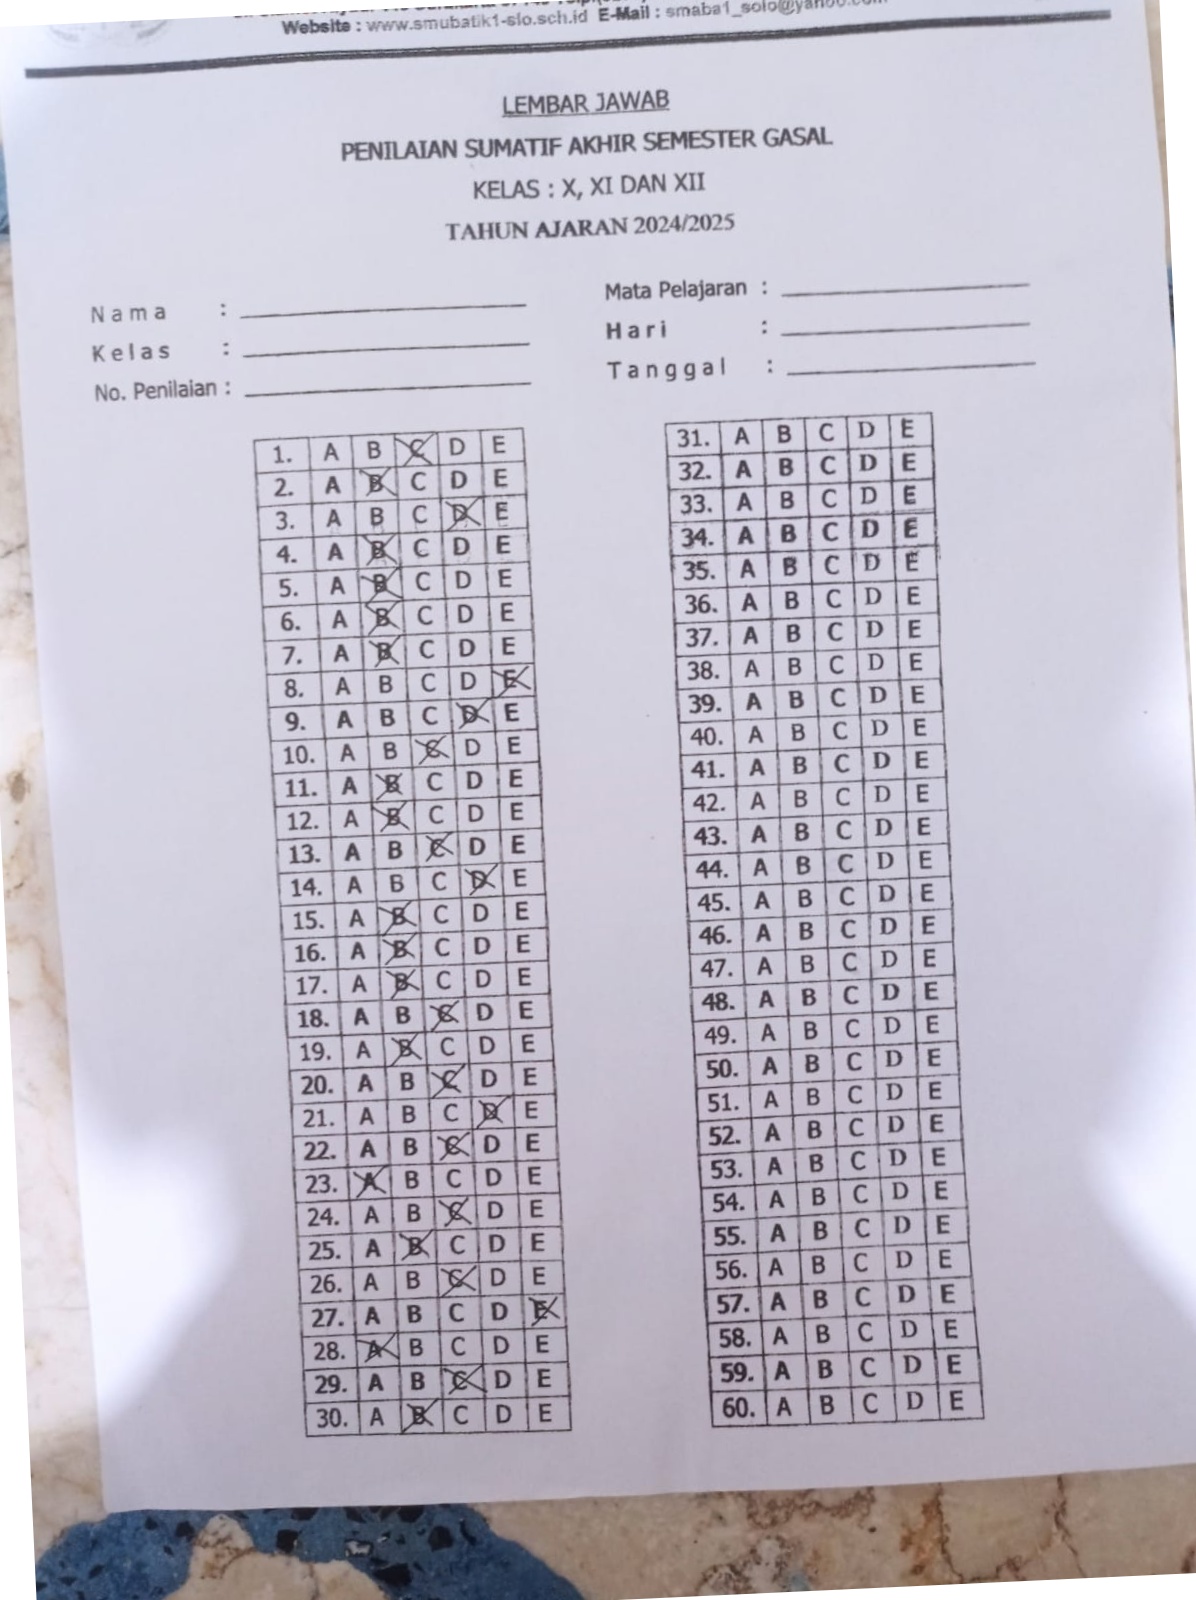 Website : www.smubatik1-slo.sch.id E-Mail : smaba1_solo@yahoo.com
LEMBAR JAWAB
PENILAIAN SUMATIF AKHIR SEMESTER GASAL
KELAS : X, XI DAN XII
TAHUN AJARAN 2024/2025
Nama :
Kelas :
No. Penilaian :
Mata Pelajaran :
Hari :
Tanggal :
1. A B C D E
2. A B C D E
3. A B C D E
4. A B C D E
5. A B C D E
6. A B C D E
7. A B C D E
8. A B C D E
9. A B C D E
10. A B C D E
11. A B C D E
12. A B C D E
13. A B C D E
14. A B C D E
15. A B C D E
16. A B C D E
17. A B C D E
18. A B C D E
19. A B C D E
20. A B C D E
21. A B C D E
22. A B C D E
23. A B C D E
24. A B C D E
25. A B C D E
26. A B C D E
27. A B C D E
28. A B C D E
29. A B C D E
30. A B C D E
31. A B C D E
32. A B C D E
33. A B C D E
34. A B C D E
35. A B C D E
36. A B C D E
37. A B C D E
38. A B C D E
39. A B C D E
40. A B C D E
41. A B C D E
42. A B C D E
43. A B C D E
44. A B C D E
45. A B C D E
46. A B C D E
47. A B C D E
48. A B C D E
49. A B C D E
50. A B C D E
51. A B C D E
52. A B C D E
53. A B C D E
54. A B C D E
55. A B C D E
56. A B C D E
57. A B C D E
58. A B C D E
59. A B C D E
60. A B C D E